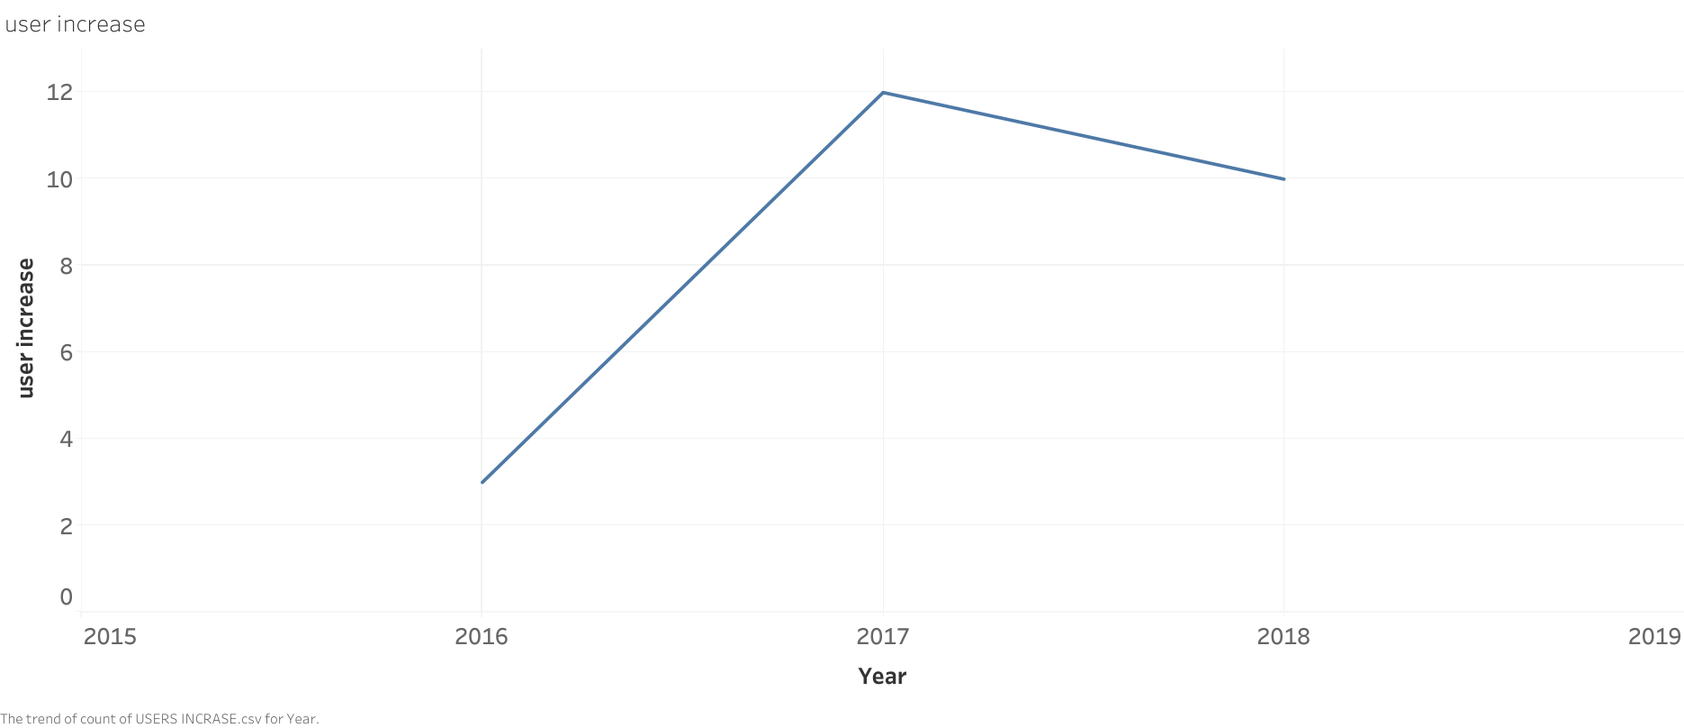 user increase
12
10
8
6
4
2
0
user increase
2015 2016 2017 2018 2019
Year
The trend of count of USERS INCRASE.csv for Year.